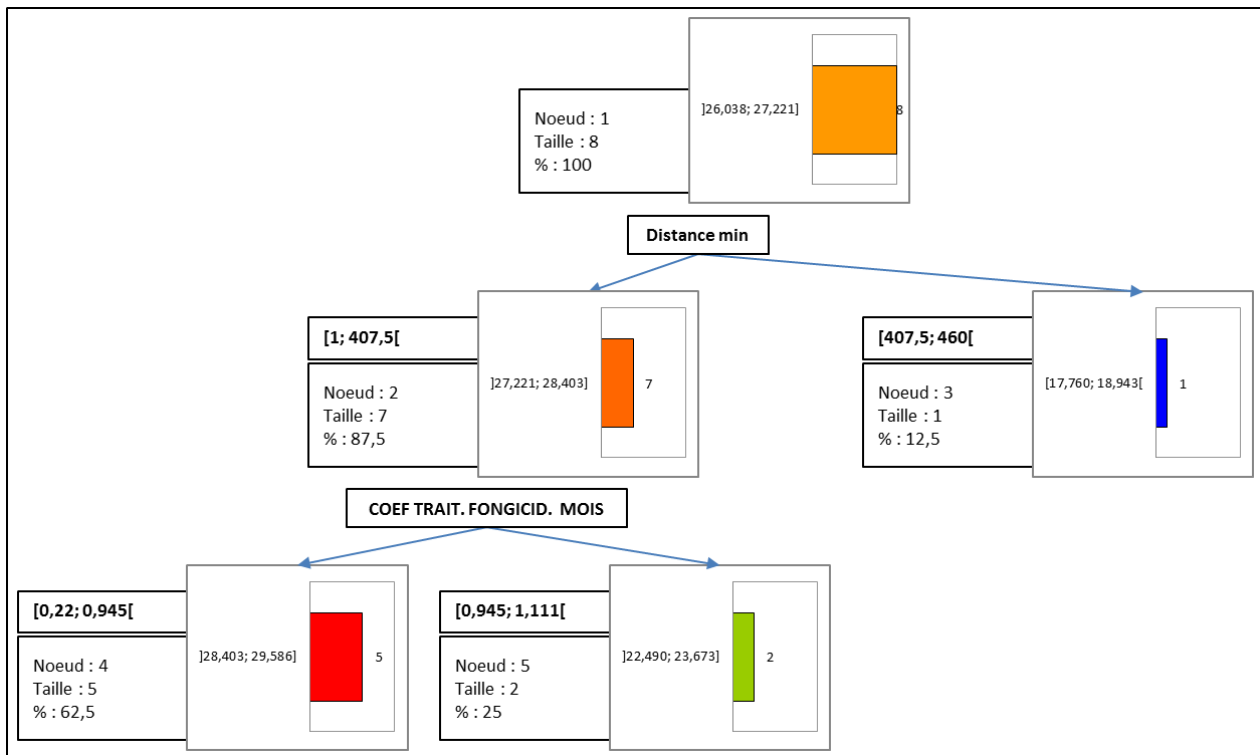 ]26,038; 27,221]
8
Noeud : 1
Taille : 8
% : 100
Distance min
[1; 407,5[
]27,221; 28,403]
7
Noeud : 2
Taille : 7
% : 87,5
[407,5; 460[
[17,760; 18,943[
1
Noeud : 3
Taille : 1
% : 12,5
COEF TRAIT. FONGICID. MOIS
[0,22; 0,945[
]28,403; 29,586]
5
Noeud : 4
Taille : 5
% : 62,5
[0,945; 1,111[
]22,490; 23,673]
2
Noeud : 5
Taille : 2
% : 25